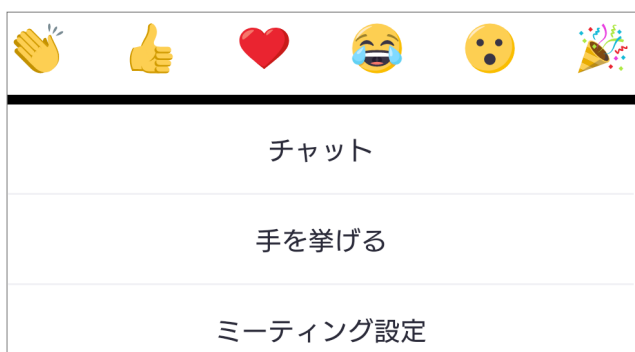 チャット
手を挙げる
ミーティング設定